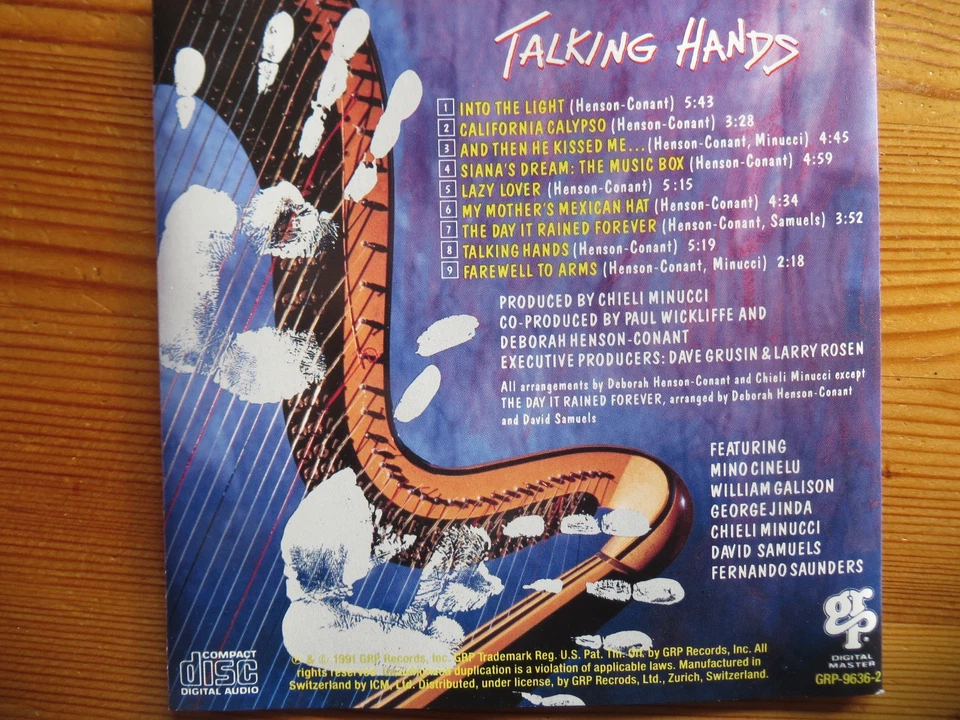 TALKING HANDS
1 INTO THE LIGHT (Henson-Conant) 5:43
2 CALIFORNIA CALYPSO (Henson-Conant) 3:28
3 AND THEN HE KISSED ME... (Henson-Conant, Minucci) 4:45
4 SIANA'S DREAM: THE MUSIC BOX (Henson-Conant) 4:59
5 LAZY LOVER (Henson-Conant) 5:15
6 MY MOTHER'S MEXICAN HAT (Henson-Conant) 4:34
7 THE DAY IT RAINED FOREVER (Henson-Conant, Samuels) 3:52
8 TALKING HANDS (Henson-Conant) 5:19
9 FAREWELL TO ARMS (Henson-Conant, Minucci) 2:18
PRODUCED BY CHIELI MINUCCI
CO-PRODUCED BY PAUL WICKLIFFE AND
DEBORAH HENSON-CONANT
EXECUTIVE PRODUCERS: DAVE GRUSIN & LARRY ROSEN
All arrangements by Deborah Henson-Conant and Chieli Minucci except
THE DAY IT RAINED FOREVER, arranged by Deborah Henson-Conant
and David Samuels
FEATURING
MINO CINELU
WILLIAM GALISON
GEORGE JINDA
CHIELI MINUCCI
DAVID SAMUELS
FERNANDO SAUNDERS
grp
DIGITAL
MASTER
GRP-9636-2
COMPACT
disc
DIGITAL AUDIO
℗ & © 1991 GRP Records, Inc. GRP Trademark Reg. U.S. Pat. Tm. Off. by GRP Records, Inc. All
rights reserved. duplication is a violation of applicable laws. Manufactured in
Switzerland by ICM, Ltd. Distributed, under license, by GRP Recrods, Ltd., Zurich, Switzerland.